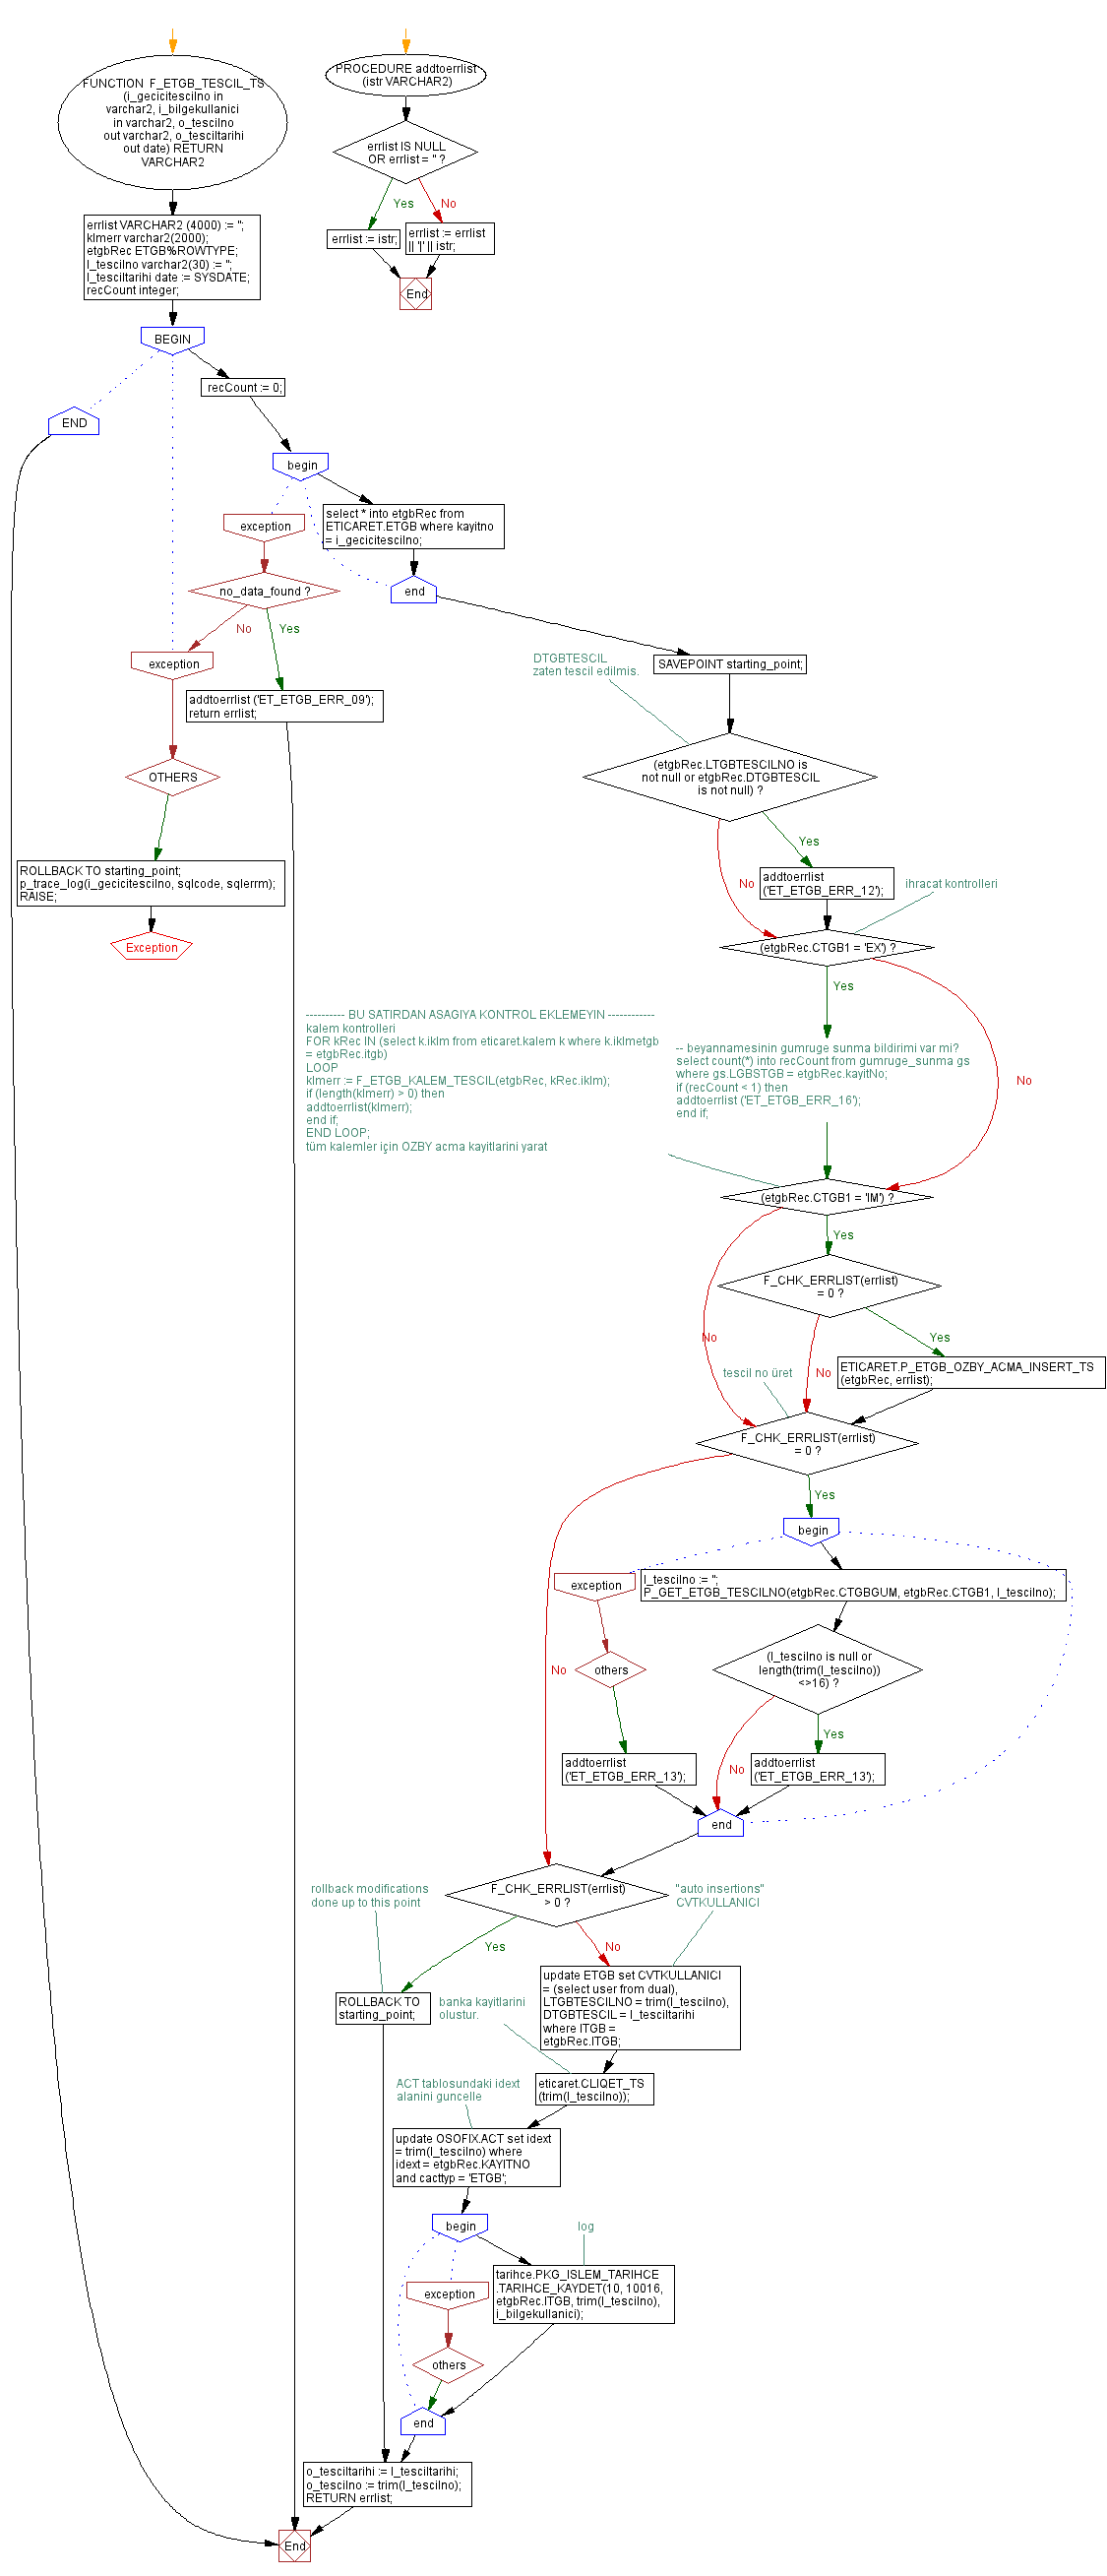 FUNCTION F_ETGB_TESCIL_TS
(i_gecicitescilno in
varchar2, i_bilgekullanici
in varchar2, o_tescilno
out varchar2, o_tesciltarihi
out date) RETURN
VARCHAR2
PROCEDURE addtoerrlist
(istr VARCHAR2)
errlist IS NULL
OR errlist = '' ?
Yes
No
errlist := istr;
errlist := errlist
|| '|' || istr;
End
errlist VARCHAR2 (4000) := '';
klmerr varchar2(2000);
etgbRec ETGB%ROWTYPE;
l_tescilno varchar2(30) := '';
l_tesciltarihi date := SYSDATE;
recCount integer;
BEGIN
recCount := 0;
END
begin
exception
select * into etgbRec from
ETICARET.ETGB where kayitno
= i_gecicitescilno;
no_data_found ?
end
No
Yes
exception
addtoerrlist ('ET_ETGB_ERR_09');
return errlist;
DTGBTESCIL
zaten tescil edilmis.
SAVEPOINT starting_point;
OTHERS
(etgbRec.LTGBTESCILNO is
not null or etgbRec.DTGBTESCIL
is not null) ?
Yes
No
ROLLBACK TO starting_point;
p_trace_log(i_gecicitescilno, sqlcode, sqlerrm);
RAISE;
Exception
addtoerrlist
('ET_ETGB_ERR_12');
ihracat kontrolleri
(etgbRec.CTGB1 = 'EX') ?
Yes
No
---------- BU SATIRDAN ASAGIYA KONTROL EKLEMEYIN ------------
kalem kontrolleri
FOR kRec IN (select k.iklm from eticaret.kalem k where k.iklmetgb
= etgbRec.itgb)
LOOP
klmerr := F_ETGB_KALEM_TESCIL(etgbRec, kRec.iklm);
if (length(klmerr) > 0) then
addtoerrlist(klmerr);
end if;
END LOOP;
tüm kalemler için OZBY acma kayitlarini yarat
-- beyannamesinin gumruge sunma bildirimi var mi?
select count(*) into recCount from gumruge_sunma gs
where gs.LGBSTGB = etgbRec.kayitNo;
if (recCount < 1) then
addtoerrlist ('ET_ETGB_ERR_16');
end if;
(etgbRec.CTGB1 = 'IM') ?
Yes
No
F_CHK_ERRLIST(errlist)
= 0 ?
Yes
No
ETICARET.P_ETGB_OZBY_ACMA_INSERT_TS
(etgbRec, errlist);
tescil no üret
F_CHK_ERRLIST(errlist)
= 0 ?
Yes
No
begin
exception
l_tescilno := '';
P_GET_ETGB_TESCILNO(etgbRec.CTGBGUM, etgbRec.CTGB1, l_tescilno);
others
(l_tescilno is null or
length(trim(l_tescilno))
<>16) ?
Yes
No
addtoerrlist
('ET_ETGB_ERR_13');
addtoerrlist
('ET_ETGB_ERR_13');
end
F_CHK_ERRLIST(errlist)
> 0 ?
rollback modifications
done up to this point
"auto insertions"
CVTKULLANICI
Yes
No
ROLLBACK TO
starting_point;
update ETGB set CVTKULLANICI
= (select user from dual),
LTGBTESCILNO = trim(l_tescilno),
DTGBTESCIL = l_tesciltarihi
where ITGB =
etgbRec.ITGB;
banka kayitlarini
olustur.
eticaret.CLIQET_TS
(trim(l_tescilno));
ACT tablosundaki idext
alanini guncelle
update OSOFIX.ACT set idext
= trim(l_tescilno) where
idext = etgbRec.KAYITNO
and cacttyp = 'ETGB';
begin
log
exception
tarihce.PKG_ISLEM_TARIHCE
.TARIHCE_KAYDET(10, 10016,
etgbRec.ITGB, trim(l_tescilno),
i_bilgekullanici);
others
end
o_tesciltarihi := l_tesciltarihi;
o_tescilno := trim(l_tescilno);
RETURN errlist;
End